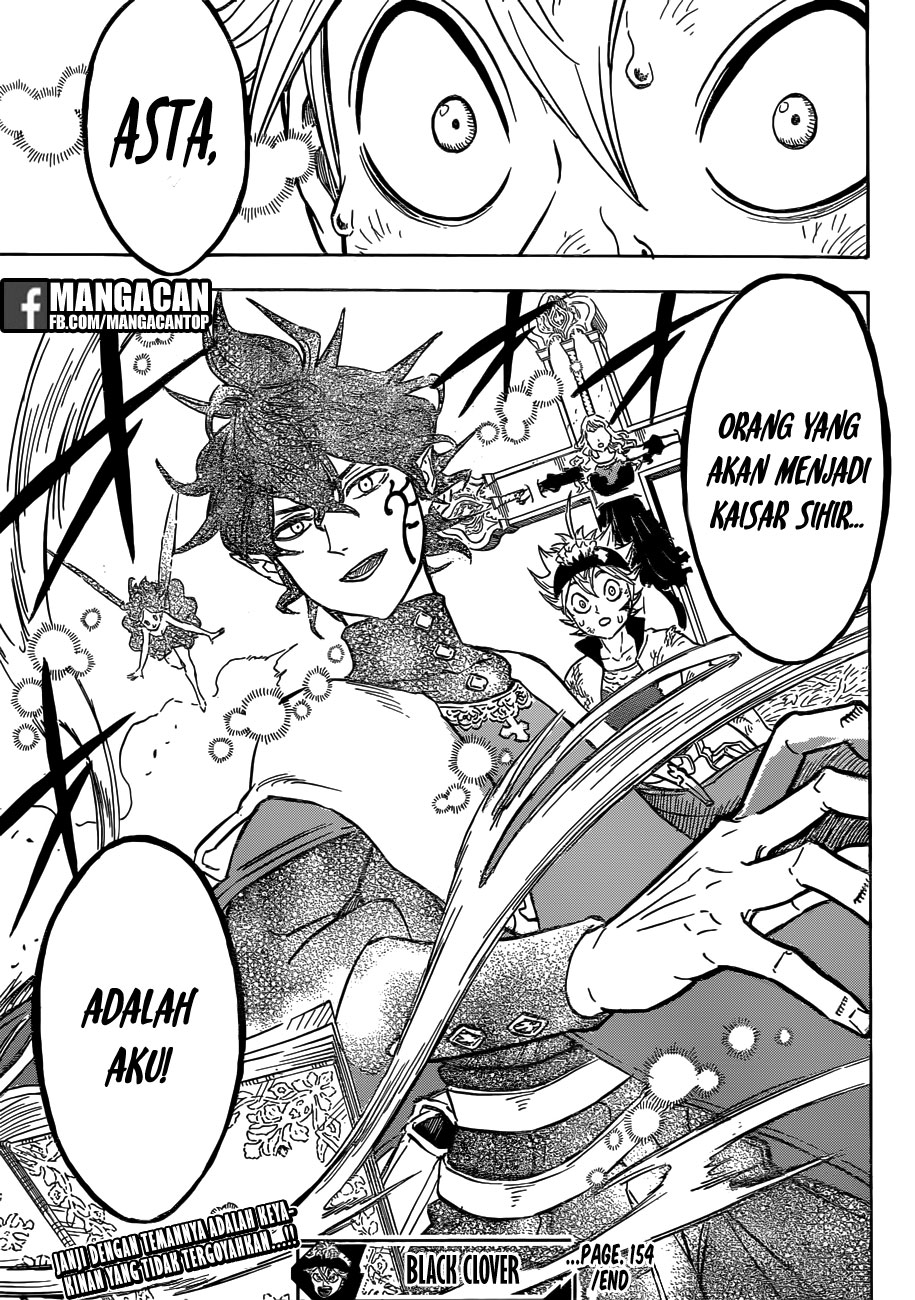 ASTA,
MANGACAN
FB.COM/MANGACANTOP
ORANG YANG
AKAN MENJADI
KAISAR SIHIR...
ADALAH
AKU!
JANJI DENGAN TEMANNYA ADALAH KEYA-
KINAN YANG TIDAK TERGOYAHKAN...!!!
BLACK CLOVER
...PAGE. 154
/END